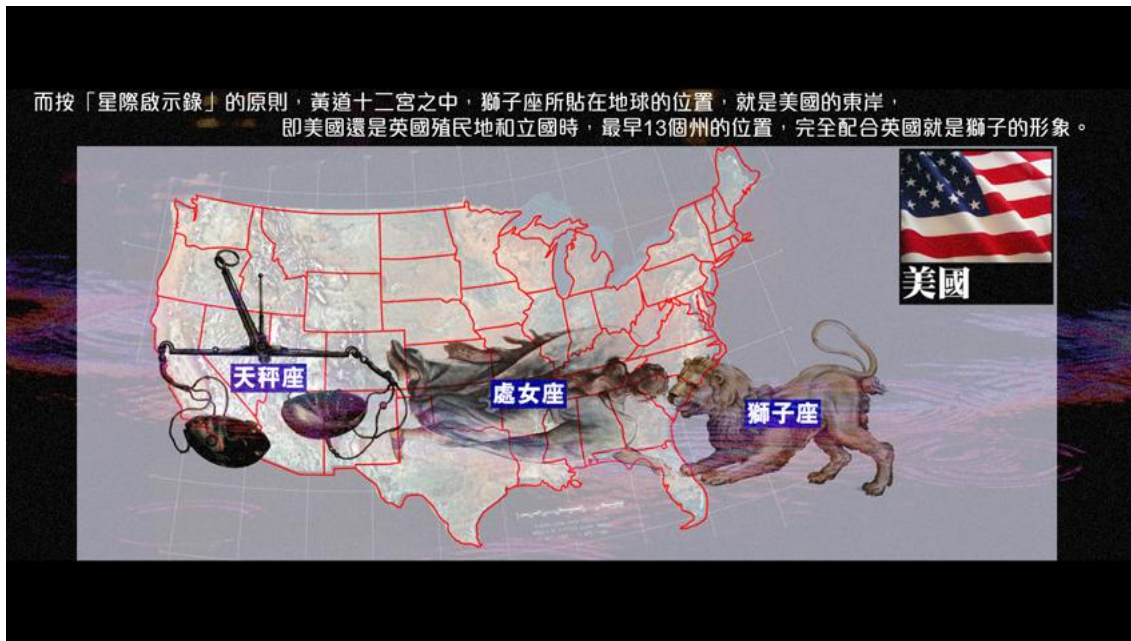 而按「星際啟示錄」的原則，黃道十二宮之中，獅子座所貼在地球的位置，就是美國的東岸，
即美國還是英國殖民地和立國時，最早13個州的位置，完全配合英國就是獅子的形象。
美國
天秤座
處女座
獅子座